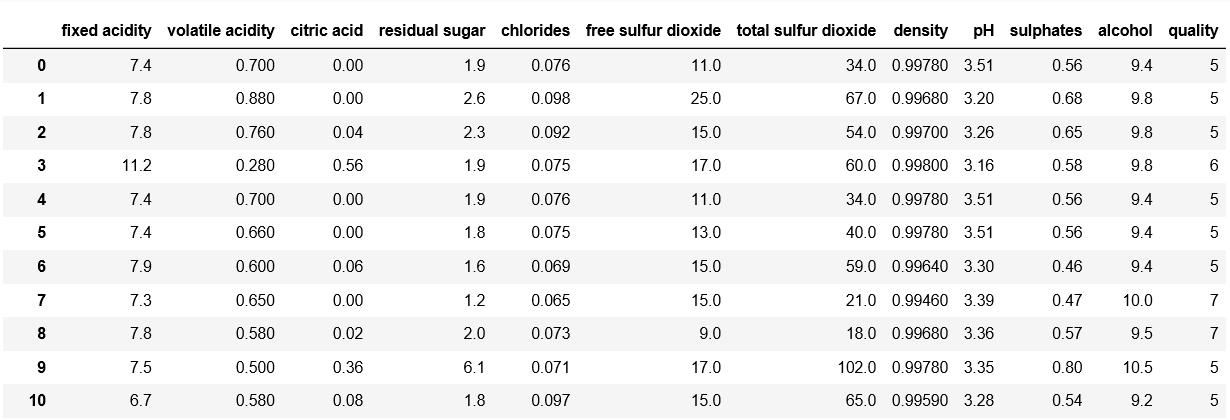 fixed acidity volatile acidity citric acid residual sugar chlorides free sulfur dioxide total sulfur dioxide density pH sulphates alcohol quality
0 7.4 0.700 0.00 1.9 0.076 11.0 34.0 0.99780 3.51 0.56 9.4 5
1 7.8 0.880 0.00 2.6 0.098 25.0 67.0 0.99680 3.20 0.68 9.8 5
2 7.8 0.760 0.04 2.3 0.092 15.0 54.0 0.99700 3.26 0.65 9.8 5
3 11.2 0.280 0.56 1.9 0.075 17.0 60.0 0.99800 3.16 0.58 9.8 6
4 7.4 0.700 0.00 1.9 0.076 11.0 34.0 0.99780 3.51 0.56 9.4 5
5 7.4 0.660 0.00 1.8 0.075 13.0 40.0 0.99780 3.51 0.56 9.4 5
6 7.9 0.600 0.06 1.6 0.069 15.0 59.0 0.99640 3.30 0.46 9.4 5
7 7.3 0.650 0.00 1.2 0.065 15.0 21.0 0.99460 3.39 0.47 10.0 7
8 7.8 0.580 0.02 2.0 0.073 9.0 18.0 0.99680 3.36 0.57 9.5 7
9 7.5 0.500 0.36 6.1 0.071 17.0 102.0 0.99780 3.35 0.80 10.5 5
10 6.7 0.580 0.08 1.8 0.097 15.0 65.0 0.99590 3.28 0.54 9.2 5